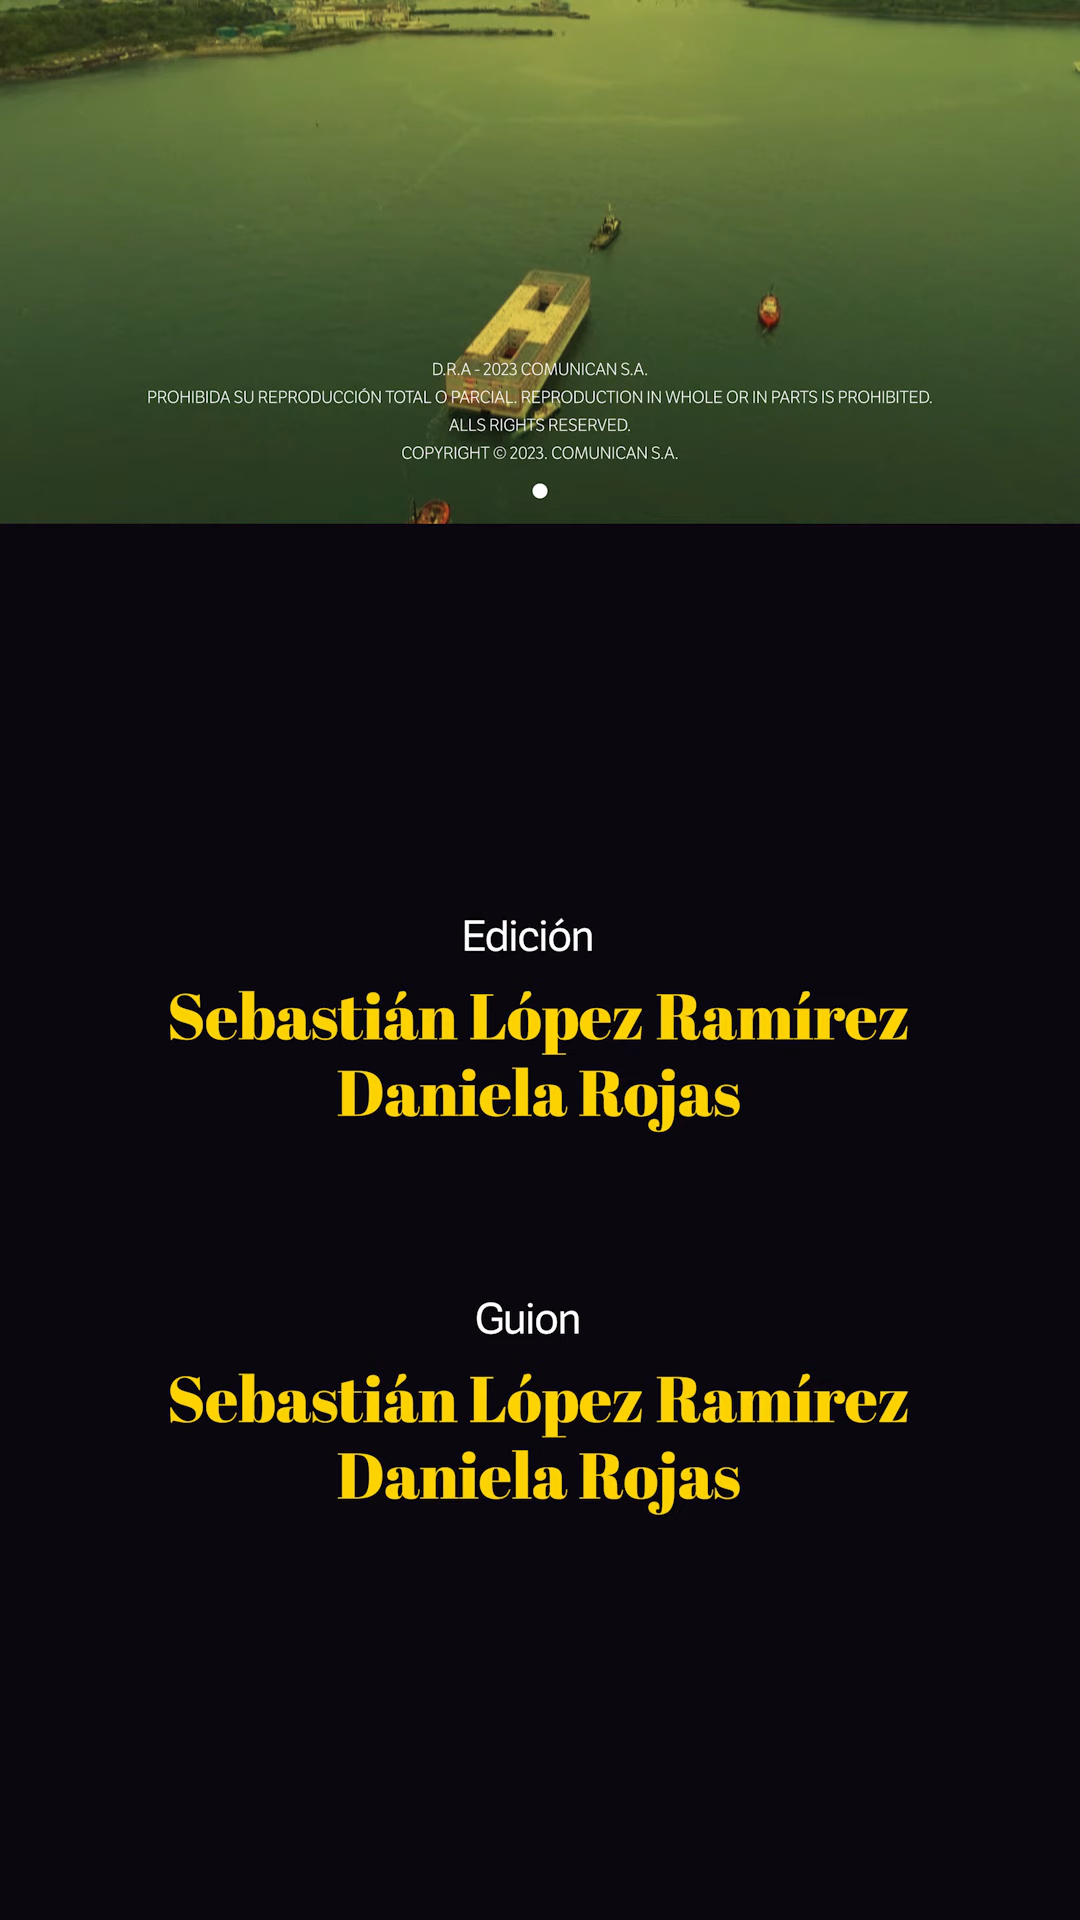 D.R.A - 2023 COMUNICAN S.A.
PROHIBIDA SU REPRODUCCIÓN TOTAL O PARCIAL. REPRODUCTION IN WHOLE OR IN PARTS IS PROHIBITED.
ALLS RIGHTS RESERVED.
COPYRIGHT © 2023. COMUNICAN S.A.
Edición
Sebastián López Ramírez
Daniela Rojas
Guion
Sebastián López Ramírez
Daniela Rojas